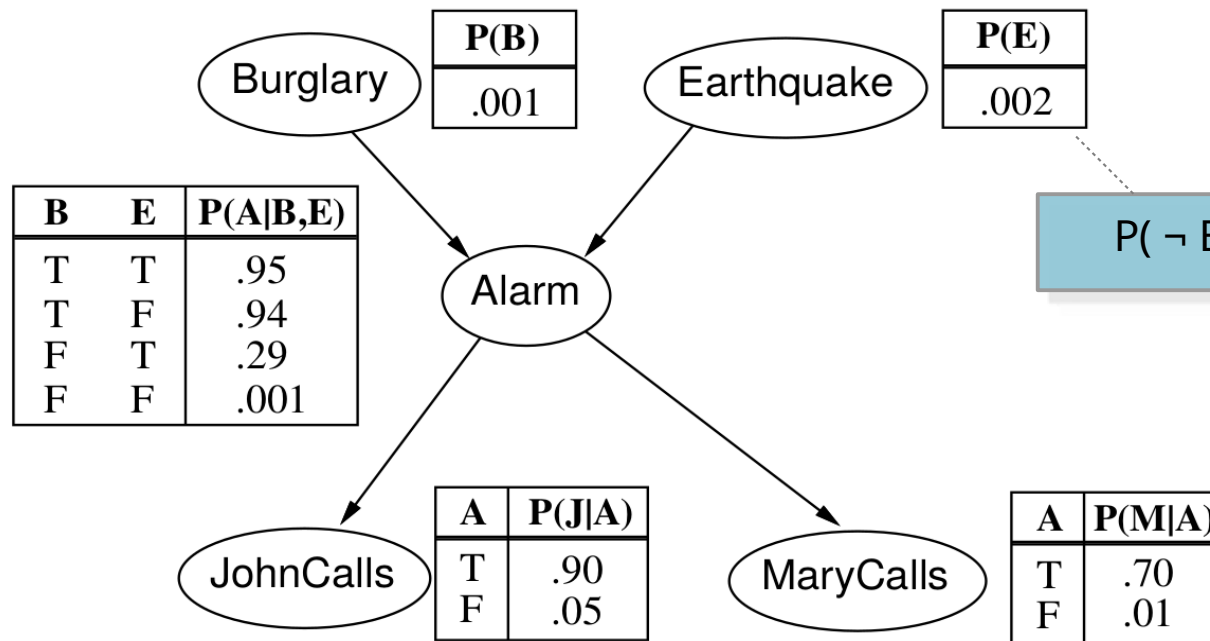 Burglary
P(B)
.001
Earthquake
P(E)
.002
P( ¬ E
B E P(A|B,E)
T T .95
T F .94
F T .29
F F .001
Alarm
JohnCalls
A P(J|A)
T .90
F .05
MaryCalls
A P(M|A)
T .70
F .01